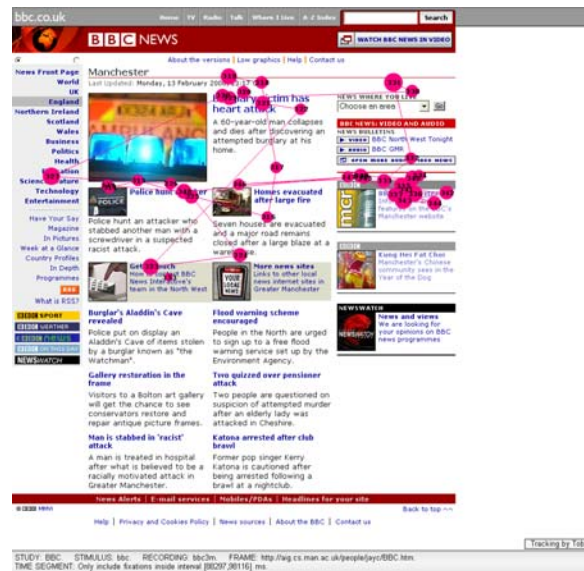 bbc.co.uk Home TV Radio Talk Where I Live A-Z Index Search
BBC NEWS WATCH BBC NEWS IN VIDEO
About the versions | Low graphics | Help | Contact us
News Front Page
World
UK
England
Northern Ireland
Scotland
Wales
Business
Politics
Health
Technology
Entertainment
Have Your Say
Magazine
In Pictures
Week at a Glance
Country Profiles
In Depth
Programmes
RSS
What is RSS?
BBC SPORT
BBC WEATHER
NEWSWATCH
Manchester
Last Updated: Monday, 13 February
heart attack
A 60-year-old man collapses
and dies after discovering an
attempted burglary at his
home.
Police hunt
Police hunt an attacker who
stabbed another man with a
screwdriver in a suspected
racist attack.
Homes evacuated
after large fire
Seven houses are evacuated
and a major road remains
closed after a large blaze at a
team in the North West
More news sites
Links to other local
news internet sites in
Greater Manchester
Burglar's Aladdin's Cave
revealed
Police put on display an
Aladdin's Cave of items stolen
by a burglar known as "the
Watchman".
Flood warning scheme
encouraged
People in the North are urged
to sign up to a free flood
warning service set up by the
Environment Agency.
Gallery restoration in the
frame
Visitors to a Bolton art gallery
will get the chance to see
conservators restore and
repair antique picture frames.
Two quizzed over pensioner
attack
Two people are questioned on
suspicion of attempted murder
after an elderly lady was
attacked in Cheshire.
Man is stabbed in 'racist'
attack
A man is treated in hospital
after what is believed to be a
racially motivated attack in
Greater Manchester.
Katona arrested after club
brawl
Former pop singer Kerry
Katona is cautioned after
being arrested following a
brawl at a nightclub.
NEWS WHERE YOU LIVE
Choose an area Go
BBC NEWS: VIDEO AND AUDIO
NEWS BULLETINS
VIDEO BBC North West Tonight
AUDIO BBC GMR
Manchester
website
Kung Hei Fat Choi
Manchester's Chinese
community sees in the
Year of the Dog
NEWSWATCH
News and views
We are looking for
your opinions on BBC
news programmes
News Alerts | E-mail services | Mobiles/PDAs | Headlines for your site
Back to top ^^
Help | Privacy and Cookies Policy | News sources | About the BBC | Contact us
Tracking by Tob
STUDY: BBC. STIMULUS: bbc. RECORDING: bbc3m. FRAME: http://aig.cs.man.ac.uk/people/jayc/BBC.htm.
TIME SEGMENT: Only include fixations inside interval [88297,98116] ms.